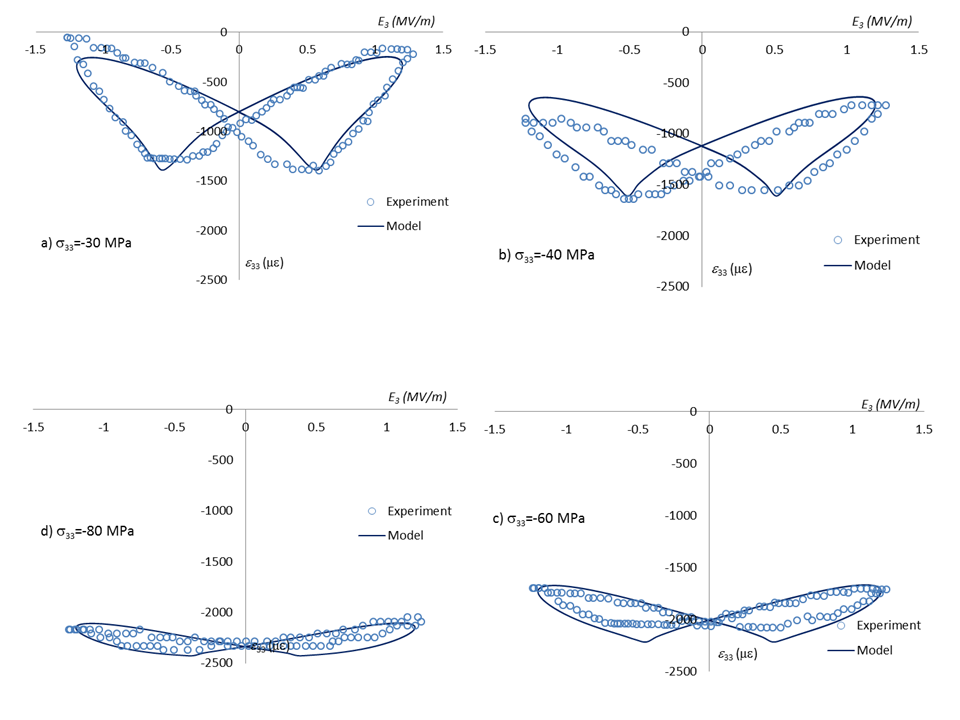 E3 (MV/m)
0
-1.5 -1 -0.5 0 0.5 1 1.5
-500
-1000
-1500
-2000
-2500
Experiment
Model
a) σ33=-30 MPa
ε33 (με)
E3 (MV/m)
0
-1.5 -1 -0.5 0 0.5 1 1.5
-500
-1000
-1500
-2000
-2500
Experiment
Model
b) σ33=-40 MPa
ε33 (με)
E3 (MV/m)
0
-1.5 -1 -0.5 0 0.5 1 1.5
-500
-1000
-1500
-2000
-2500
Experiment
Model
d) σ33=-80 MPa
ε33 (με)
E3 (MV/m)
0
-1.5 -1 -0.5 0 0.5 1 1.5
-500
-1000
-1500
-2000
-2500
c) σ33=-60 MPa
Experiment
Model
ε33 (με)